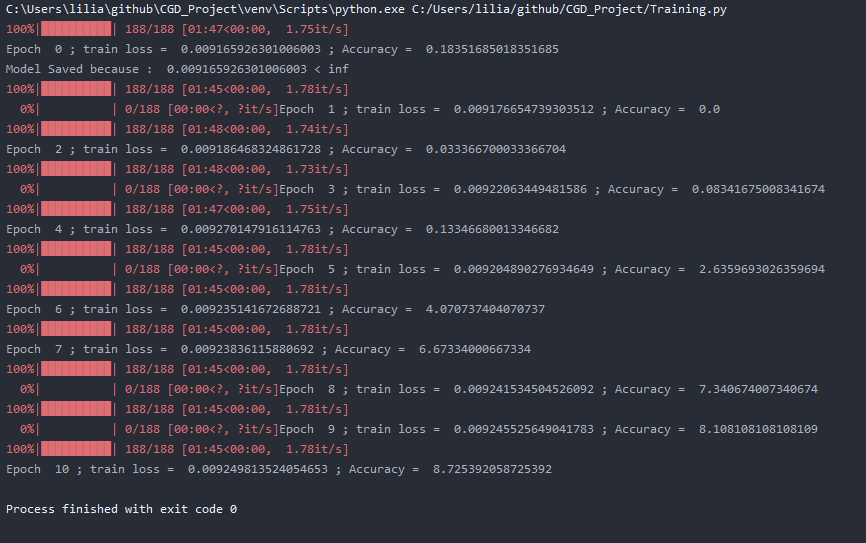 C:\Users\lilia\github\CGD_Project\venv\Scripts\python.exe C:/Users/lilia/github/CGD_Project/Training.py
100%|██████████| 188/188 [01:47<00:00,  1.75it/s]
Epoch  0 ; train loss =  0.009165926301006003 ; Accuracy =  0.18351685018351685
Model Saved because :  0.009165926301006003 < inf
100%|██████████| 188/188 [01:45<00:00,  1.78it/s]
  0%|          | 0/188 [00:00<?, ?it/s]Epoch  1 ; train loss =  0.009176654739303512 ; Accuracy =  0.0
100%|██████████| 188/188 [01:48<00:00,  1.74it/s]
Epoch  2 ; train loss =  0.009186468324861728 ; Accuracy =  0.033366700033366704
100%|██████████| 188/188 [01:48<00:00,  1.73it/s]
  0%|          | 0/188 [00:00<?, ?it/s]Epoch  3 ; train loss =  0.00922063449481586 ; Accuracy =  0.08341675008341674
100%|██████████| 188/188 [01:47<00:00,  1.75it/s]
Epoch  4 ; train loss =  0.009270147916114763 ; Accuracy =  0.13346680013346682
100%|██████████| 188/188 [01:45<00:00,  1.78it/s]
  0%|          | 0/188 [00:00<?, ?it/s]Epoch  5 ; train loss =  0.009204890276934649 ; Accuracy =  2.6359693026359694
100%|██████████| 188/188 [01:45<00:00,  1.78it/s]
Epoch  6 ; train loss =  0.009235141672688721 ; Accuracy =  4.070737404070737
100%|██████████| 188/188 [01:45<00:00,  1.78it/s]
Epoch  7 ; train loss =  0.00923836115880692 ; Accuracy =  6.67334000667334
100%|██████████| 188/188 [01:45<00:00,  1.78it/s]
  0%|          | 0/188 [00:00<?, ?it/s]Epoch  8 ; train loss =  0.009241534504526092 ; Accuracy =  7.340674007340674
100%|██████████| 188/188 [01:45<00:00,  1.78it/s]
  0%|          | 0/188 [00:00<?, ?it/s]Epoch  9 ; train loss =  0.009245525649041783 ; Accuracy =  8.108108108108109
100%|██████████| 188/188 [01:45<00:00,  1.78it/s]
Epoch  10 ; train loss =  0.009249813524054653 ; Accuracy =  8.725392058725392
Process finished with exit code 0